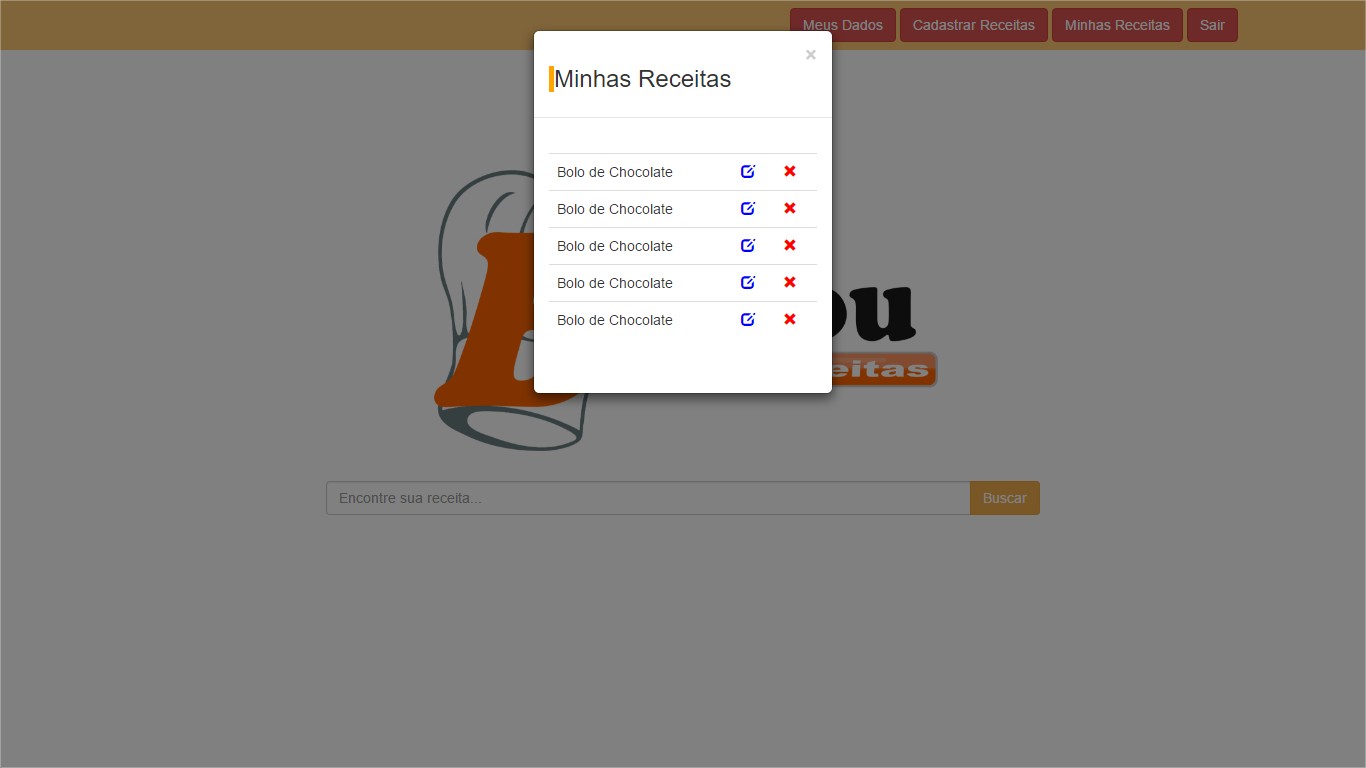 Meus Dados Cadastrar Receitas Minhas Receitas Sair
×
Minhas Receitas
Bolo de Chocolate
Bolo de Chocolate
Bolo de Chocolate
Bolo de Chocolate
Bolo de Chocolate
ou
eitas
Encontre sua receita... Buscar